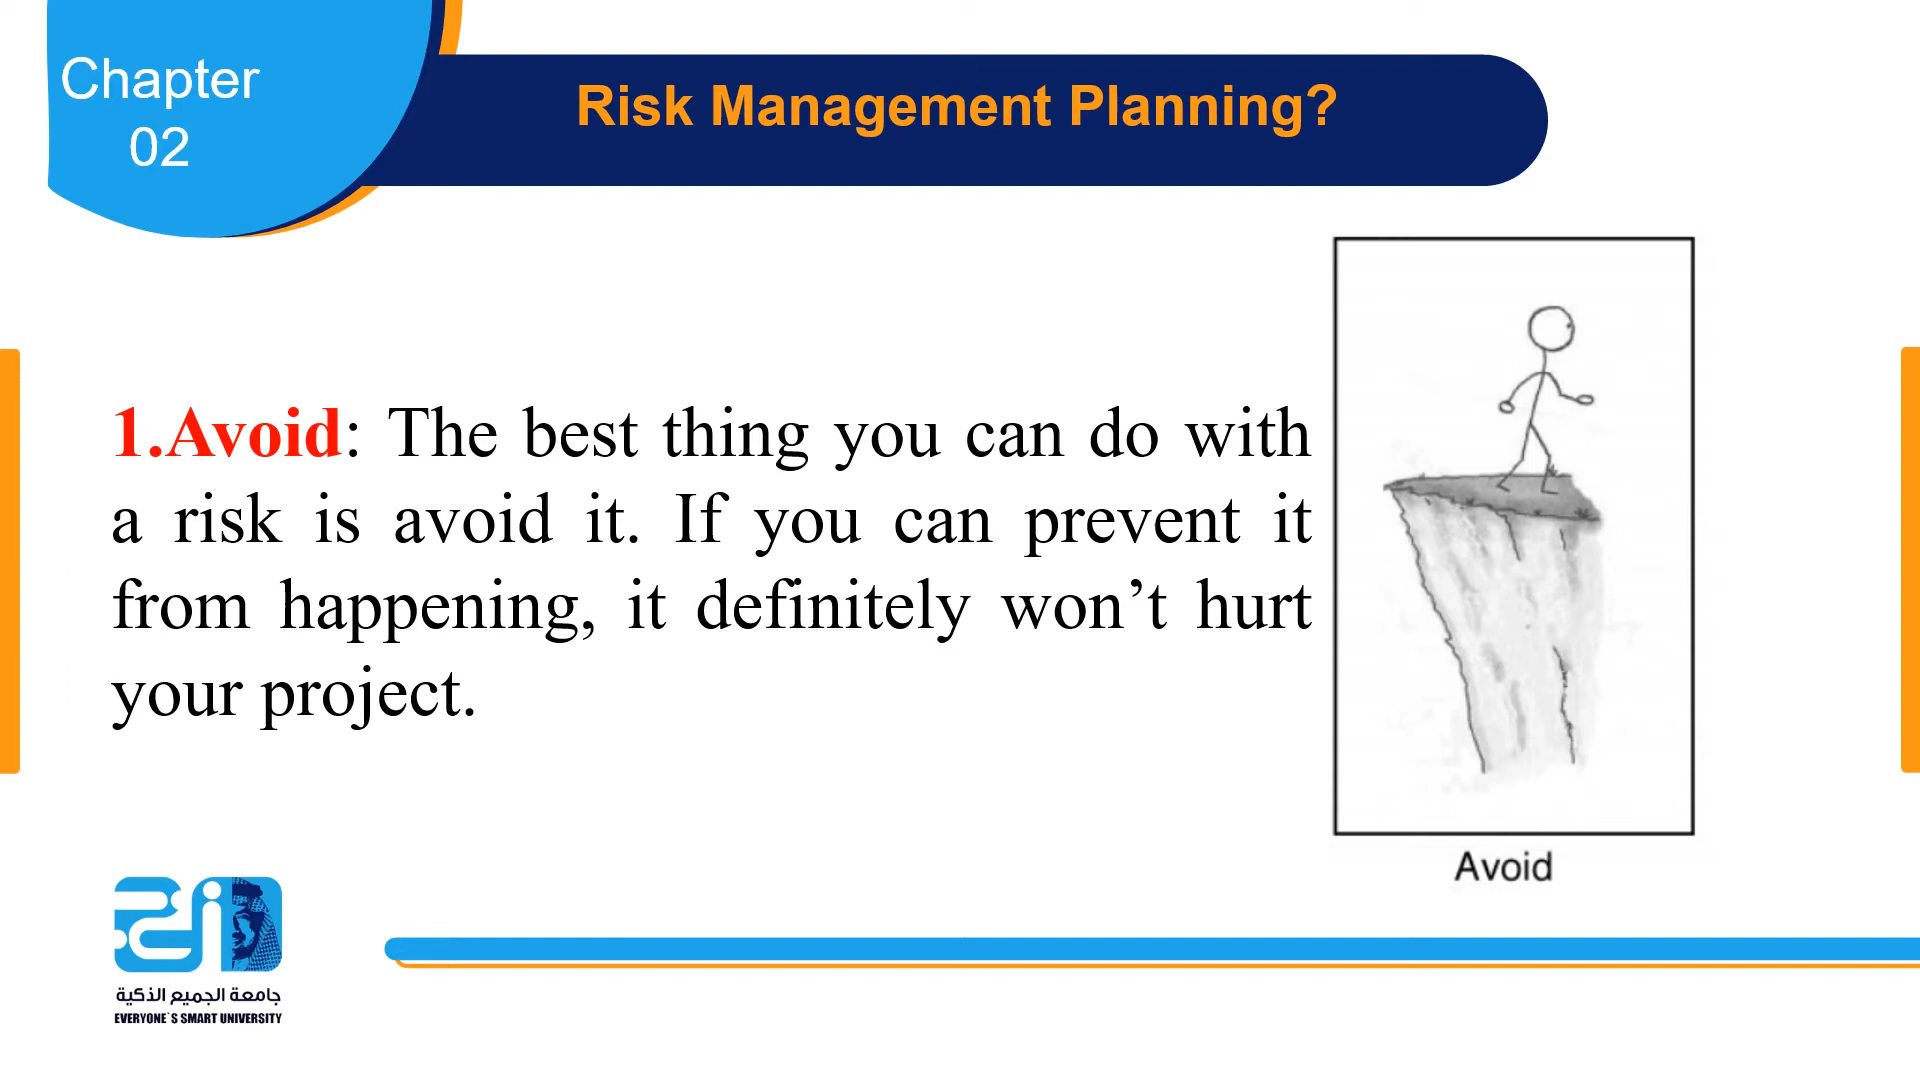 Chapter
02
Risk Management Planning?
1.Avoid: The best thing you can do with
a risk is avoid it. If you can prevent it
from happening, it definitely won’t hurt
your project.
Avoid
جامعة الجميع الذكية
EVERYONE`S SMART UNIVERSITY